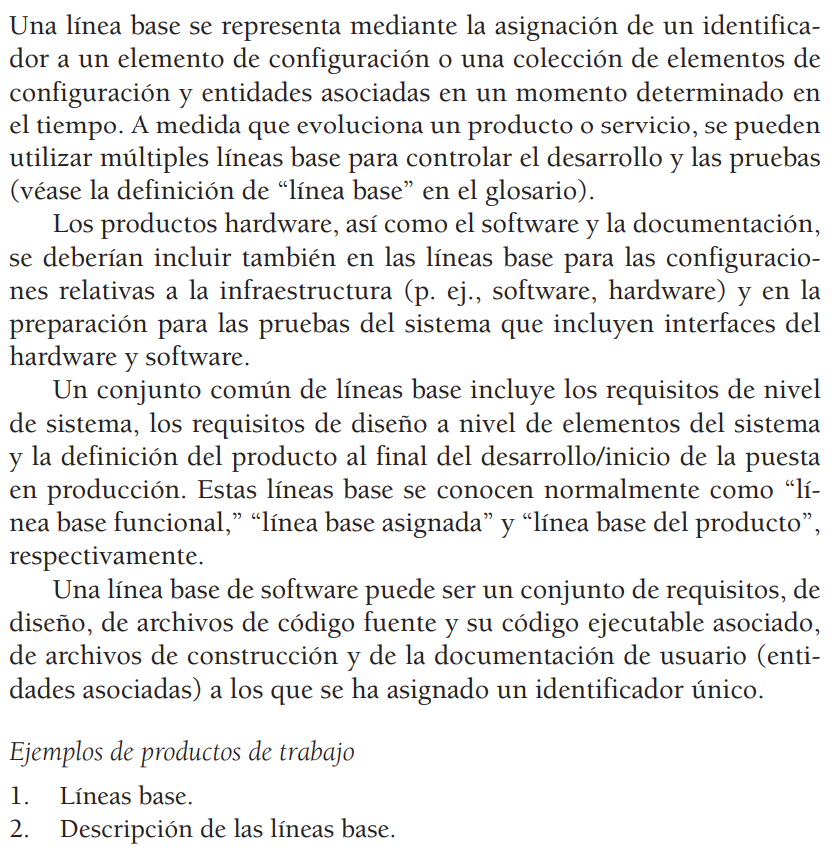 Una línea base se representa mediante la asignación de un identifica-
dor a un elemento de configuración o una colección de elementos de
configuración y entidades asociadas en un momento determinado en
el tiempo. A medida que evoluciona un producto o servicio, se pueden
utilizar múltiples líneas base para controlar el desarrollo y las pruebas
(véase la definición de “línea base” en el glosario).
Los productos hardware, así como el software y la documentación,
se deberían incluir también en las líneas base para las configuracio-
nes relativas a la infraestructura (p. ej., software, hardware) y en la
preparación para las pruebas del sistema que incluyen interfaces del
hardware y software.
Un conjunto común de líneas base incluye los requisitos de nivel
de sistema, los requisitos de diseño a nivel de elementos del sistema
y la definición del producto al final del desarrollo/inicio de la puesta
en producción. Estas líneas base se conocen normalmente como “lí-
nea base funcional,” “línea base asignada” y “línea base del producto”,
respectivamente.
Una línea base de software puede ser un conjunto de requisitos, de
diseño, de archivos de código fuente y su código ejecutable asociado,
de archivos de construcción y de la documentación de usuario (enti-
dades asociadas) a los que se ha asignado un identificador único.
Ejemplos de productos de trabajo
1. Líneas base.
2. Descripción de las líneas base.